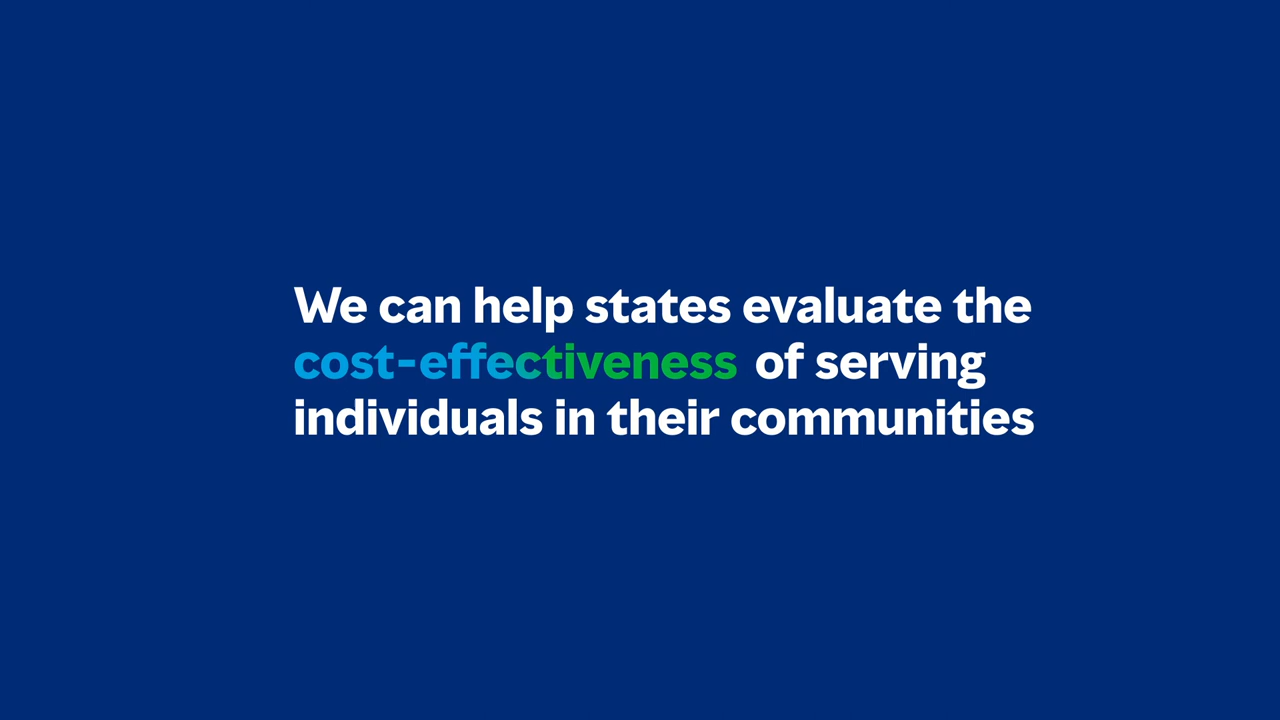 We can help states evaluate the
cost-effectiveness of serving
individuals in their communities